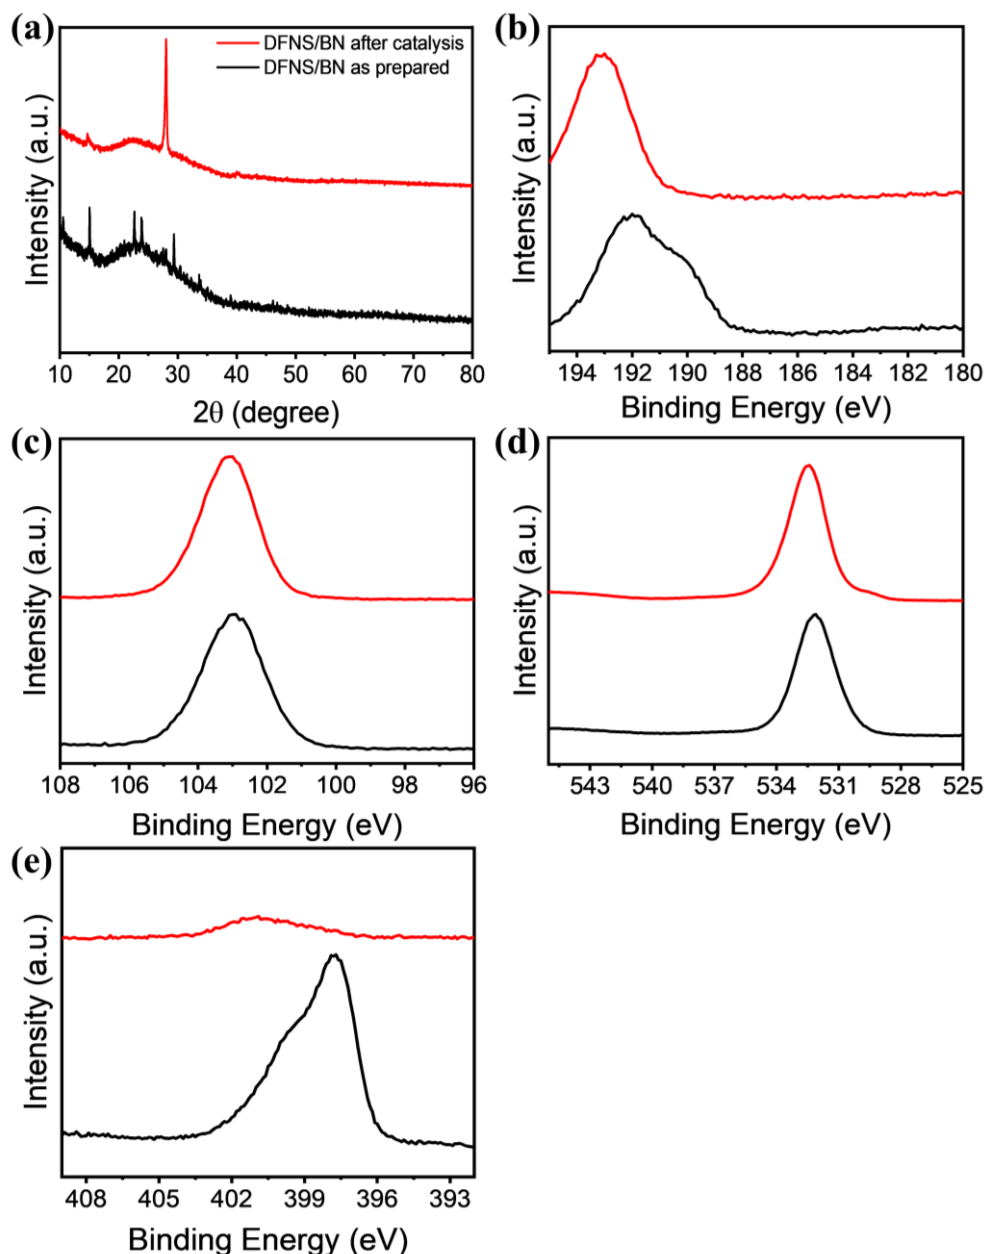 (a)
DFNS/BN after catalysis
DFNS/BN as prepared
Intensity (a.u.)
10 20 30 40 50 60 70 80
2θ (degree)
(b)
Intensity (a.u.)
194 192 190 188 186 184 182 180
Binding Energy (eV)
(c)
Intensity (a.u.)
108 106 104 102 100 98 96
Binding Energy (eV)
(d)
Intensity (a.u.)
543 540 537 534 531 528 525
Binding Energy (eV)
(e)
Intensity (a.u.)
408 405 402 399 396 393
Binding Energy (eV)